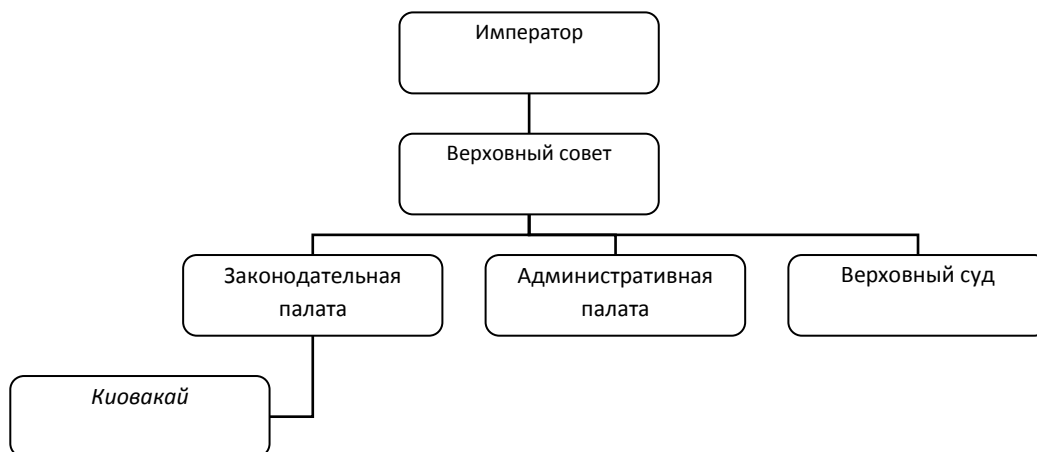 Император
Верховный совет
Законодательная
палата
Административная
палата
Верховный суд
Киовакай